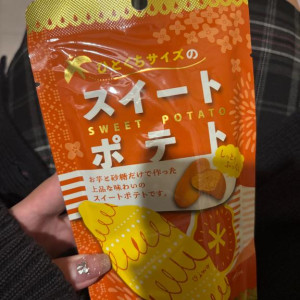 ひとくちサイズの
スイート
SWEET POTATO
ポテト
お芋と砂糖だけで作った
上品な味わいの
スイートポテトです。